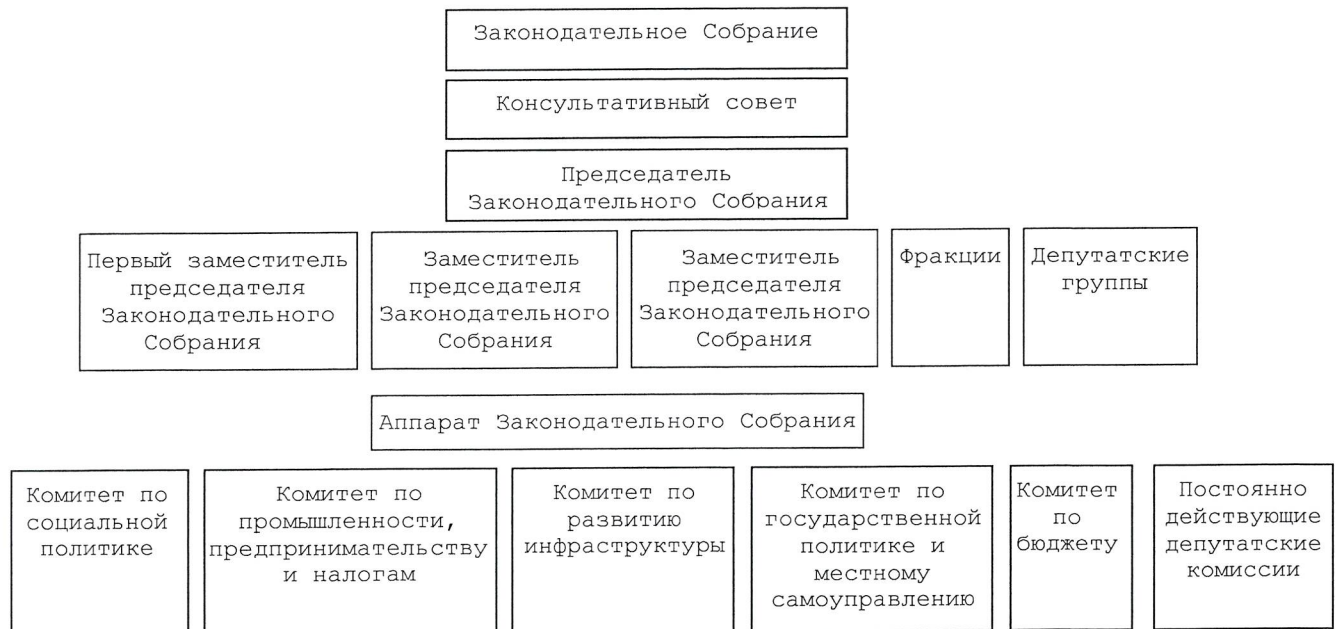 Законодательное Собрание
Консультативный совет
Председатель
Законодательного Собрания
Первый заместитель
председателя
Законодательного
Собрания
Заместитель
председателя
Законодательного
Собрания
Заместитель
председателя
Законодательного
Собрания
Фракции
Депутатские
группы
Аппарат Законодательного Собрания
Комитет по
социальной
политике
Комитет по
промышленности,
предпринимательству
и налогам
Комитет по
развитию
инфраструктуры
Комитет по
государственной
политике и
местному
самоуправлению
Комитет
по
бюджету
Постоянно
действующие
депутатские
комиссии